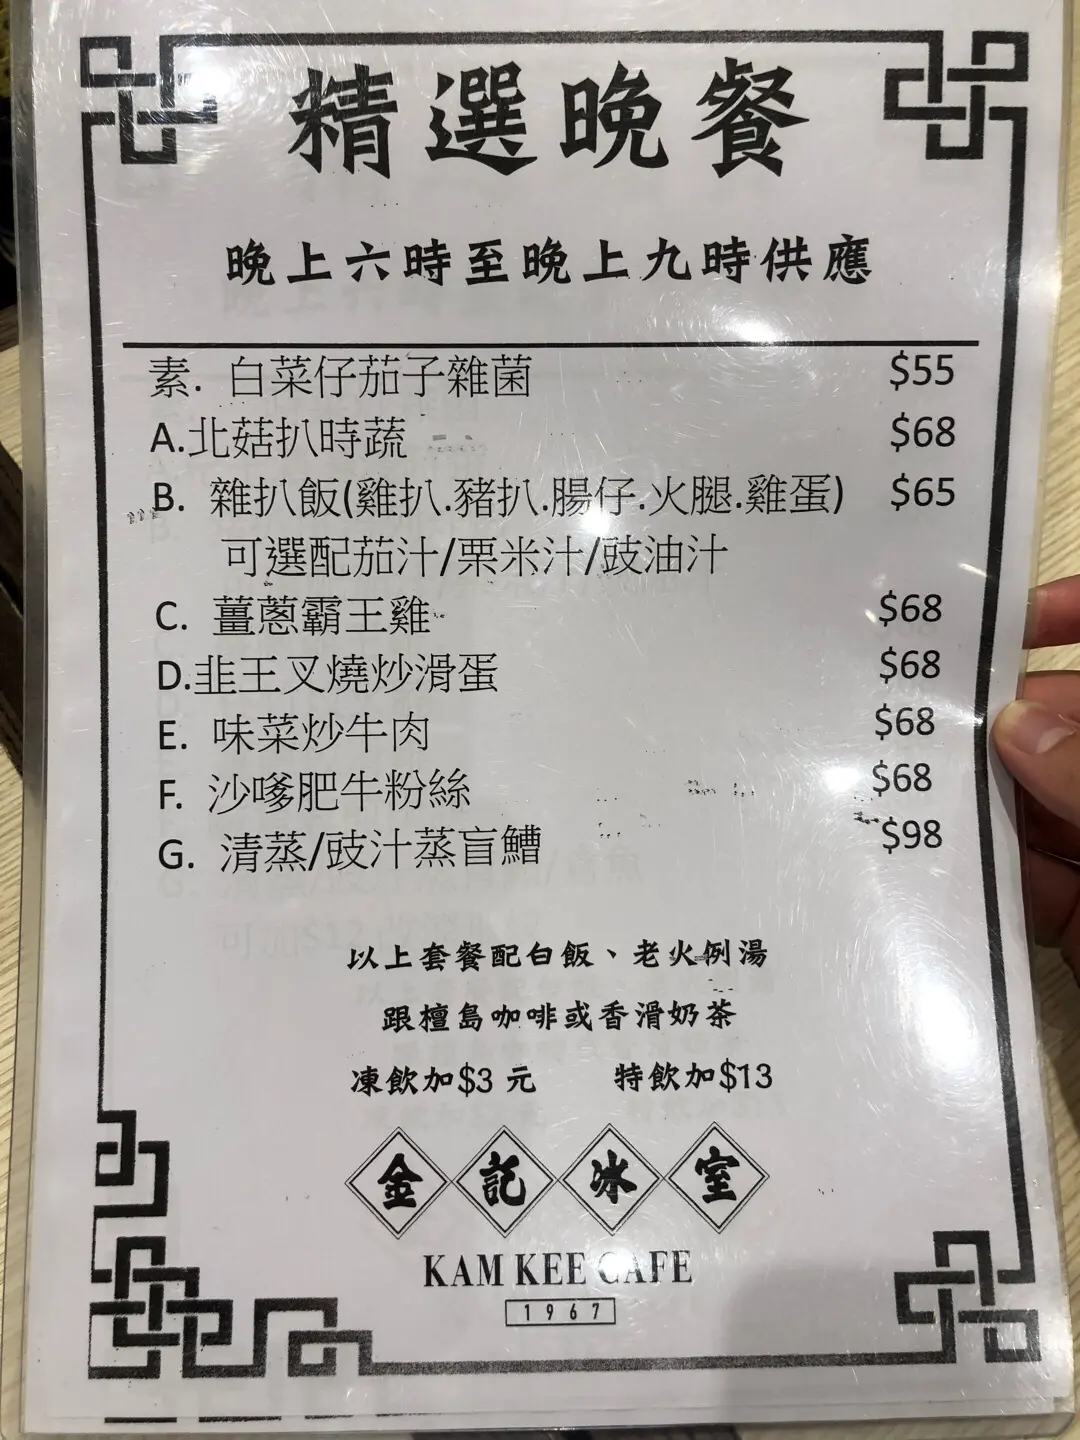 精選晚餐
晚上六時至晚上九時供應
素. 白菜仔茄子雜菌 $55
A.北菇扒時蔬 $68
B. 雜扒飯(雞扒.豬扒.腸仔.火腿.雞蛋) $65
可選配茄汁/粟米汁/豉油汁
C. 薑蔥霸王雞 $68
D.韭王叉燒炒滑蛋 $68
E. 味菜炒牛肉 $68
F. 沙嗲肥牛粉絲 $68
G. 清蒸/豉汁蒸盲鰽 $98
以上套餐配白飯、老火例湯
跟檀島咖啡或香滑奶茶
凍飲加$3 元 特飲加$13
金記冰室
KAM KEE CAFE
1967